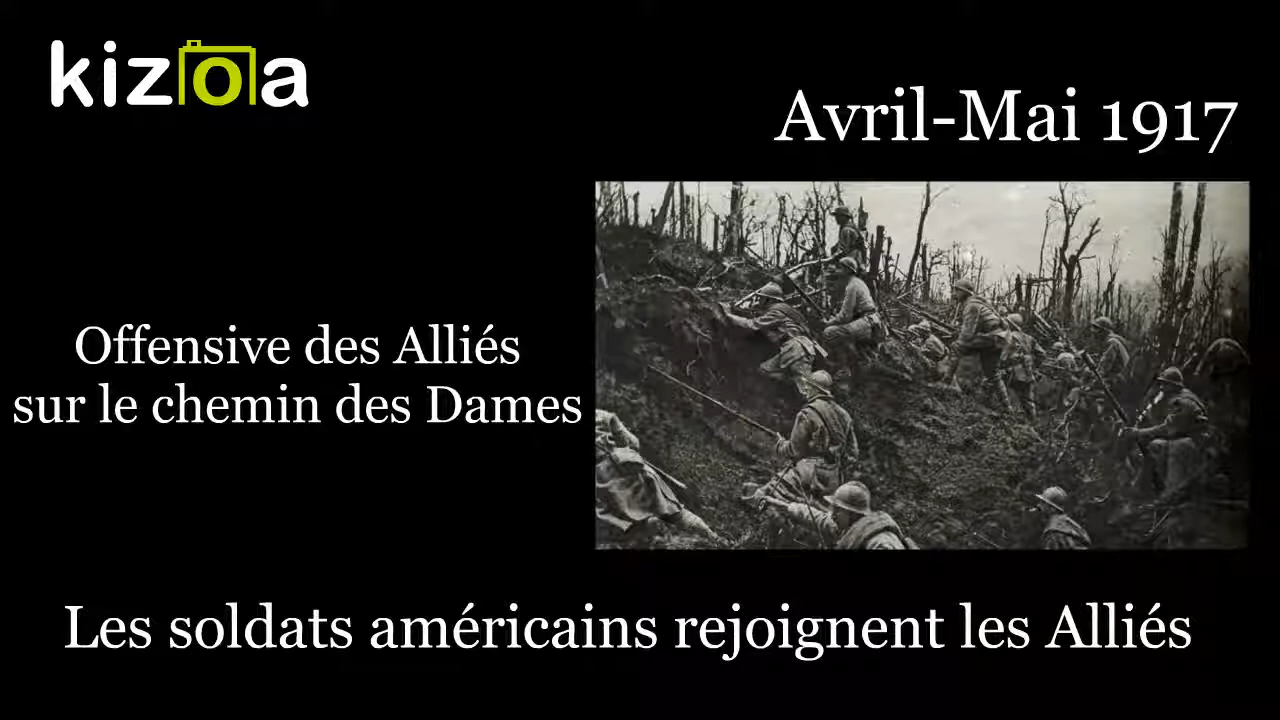 kizoa
Avril-Mai 1917
Offensive des Alliés
sur le chemin des Dames
Les soldats américains rejoignent les Alliés